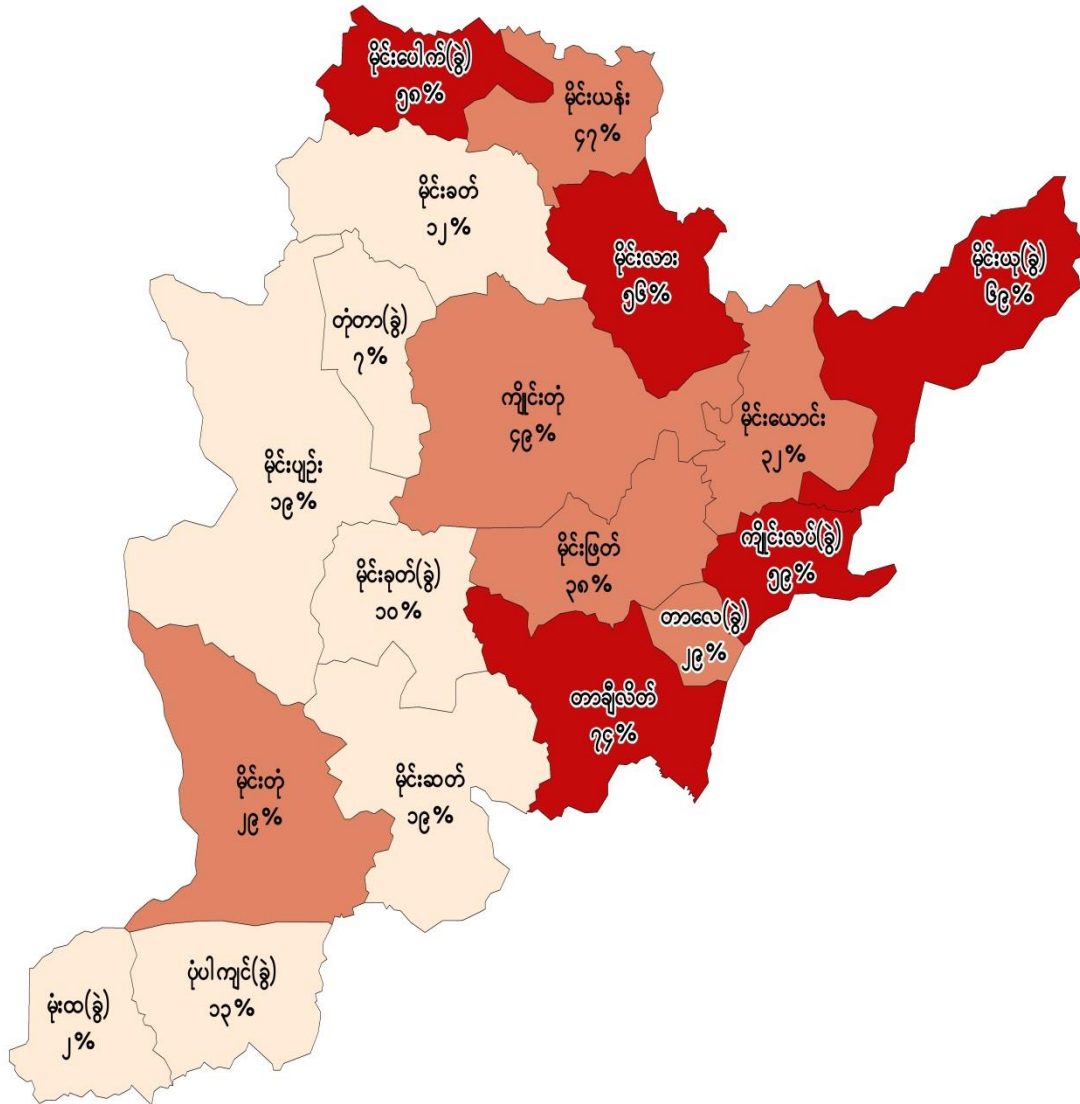 မိုင်းပေါက်(ခွဲ)
၅၈%
မိုင်းယန်း
၄၇%
မိုင်းခတ်
၁၂%
မိုင်းလား
၅၆%
မိုင်းယု(ခွဲ)
၆၉%
တုံတာ(ခွဲ)
၇%
ကျိုင်းတုံ
၄၉%
မိုင်းယောင်း
၃၂%
မိုင်းပျဉ်း
၁၉%
မိုင်းဖြတ်
၃၈%
ကျိုင်းလပ်(ခွဲ)
၅၉%
မိုင်းခုတ်(ခွဲ)
၁၀%
တာလေ(ခွဲ)
၂၉%
တာချီလိတ်
၇၄%
မိုင်းတုံ
၂၉%
မိုင်းဆတ်
၁၉%
ပုံပါကျင်(ခွဲ)
၁၃%
မုံးထ(ခွဲ)
၂%